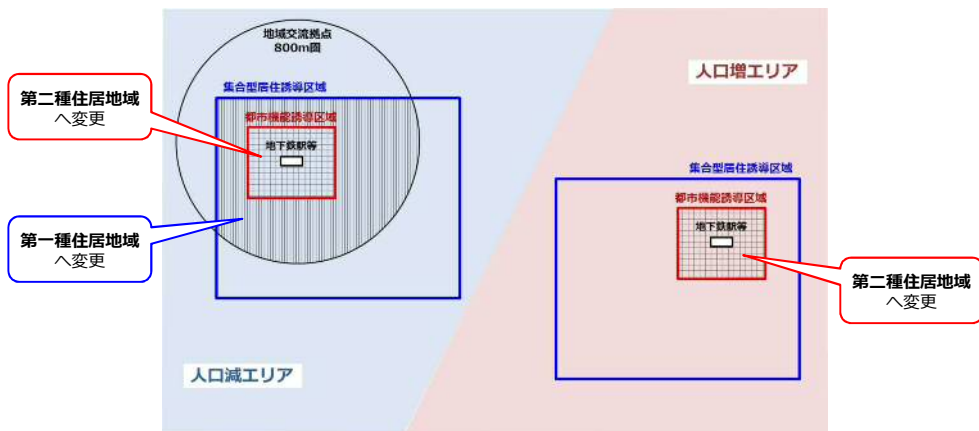 地域交流拠点
800m圏
人口増エリア
集合型居住誘導区域
第二種住居地域
へ変更
都市機能誘導区域
地下鉄駅等
集合型居住誘導区域
都市機能誘導区域
地下鉄駅等
第一種住居地域
へ変更
第二種住居地域
へ変更
人口減エリア